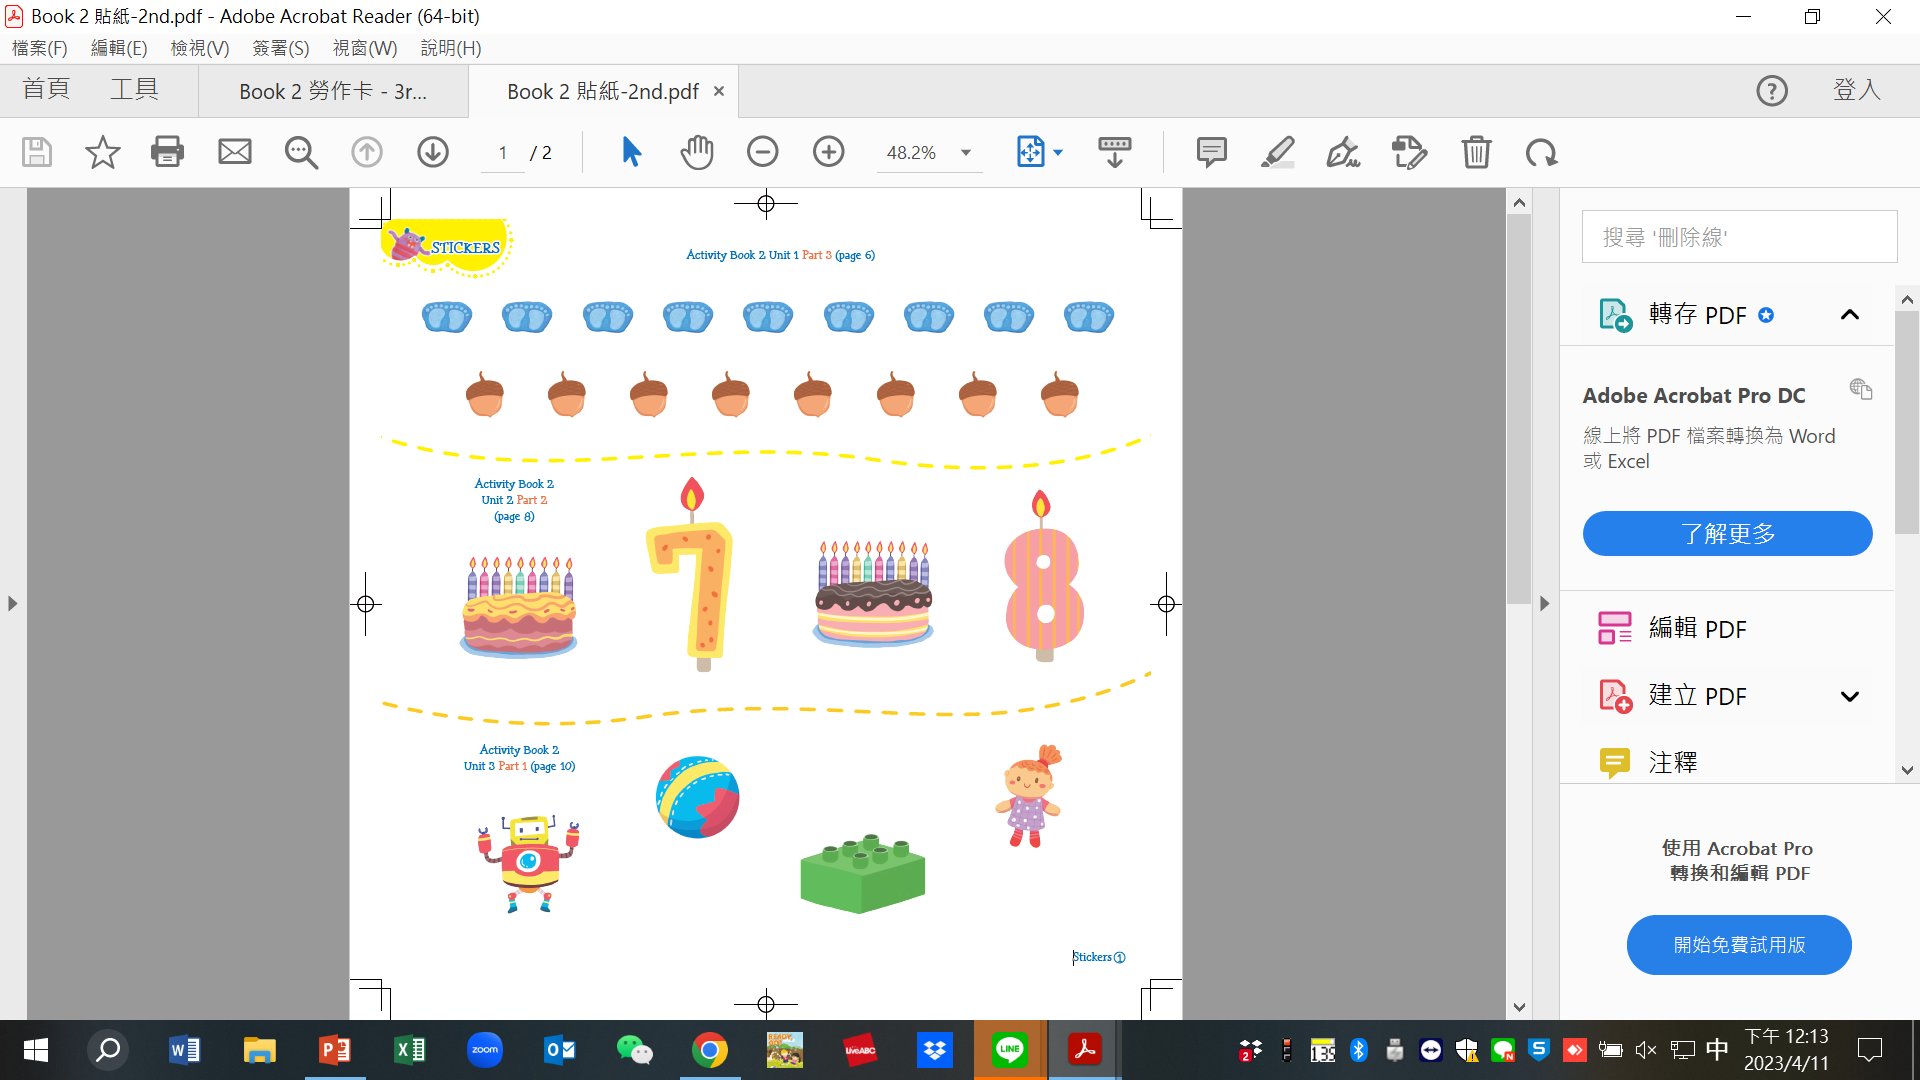 Book 2 貼紙-2nd.pdf - Adobe Acrobat Reader (64-bit)
檔案(F) 編輯(E) 檢視(V) 簽署(S) 視窗(W) 說明(H)
首頁 工具 Book 2 勞作卡 - 3r... Book 2 貼紙-2nd.pdf × 登入
1 / 2 48.2%
STICKERS
Activity Book 2 Unit 1 Part 3 (page 6)
Activity Book 2
Unit 2 Part 2
(page 8)
7 8
Activity Book 2
Unit 3 Part 1 (page 10)
Stickers①
搜尋 '刪除線'
轉存 PDF
Adobe Acrobat Pro DC
線上將 PDF 檔案轉換為 Word
或 Excel
了解更多
編輯 PDF
建立 PDF
注釋
使用 Acrobat Pro
轉換和編輯 PDF
開始免費試用版
zoom
LiveABC
LINE
中
下午 12:13
2023/4/11